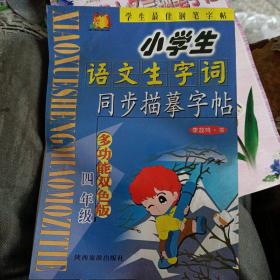 学生最佳钢笔字帖
小学生
语文生字词
同步描摹字帖
多功能双色版
四年级
陕西旅游出版社